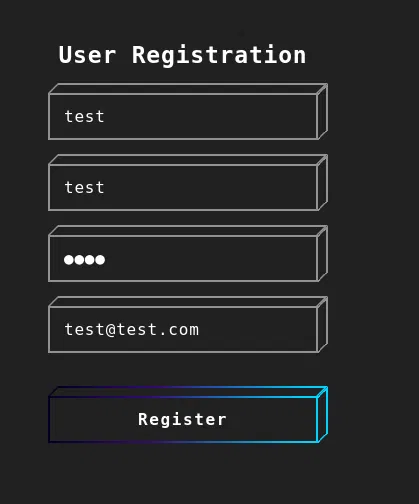 User Registration
test
test
●●●●
test@test.com
Register